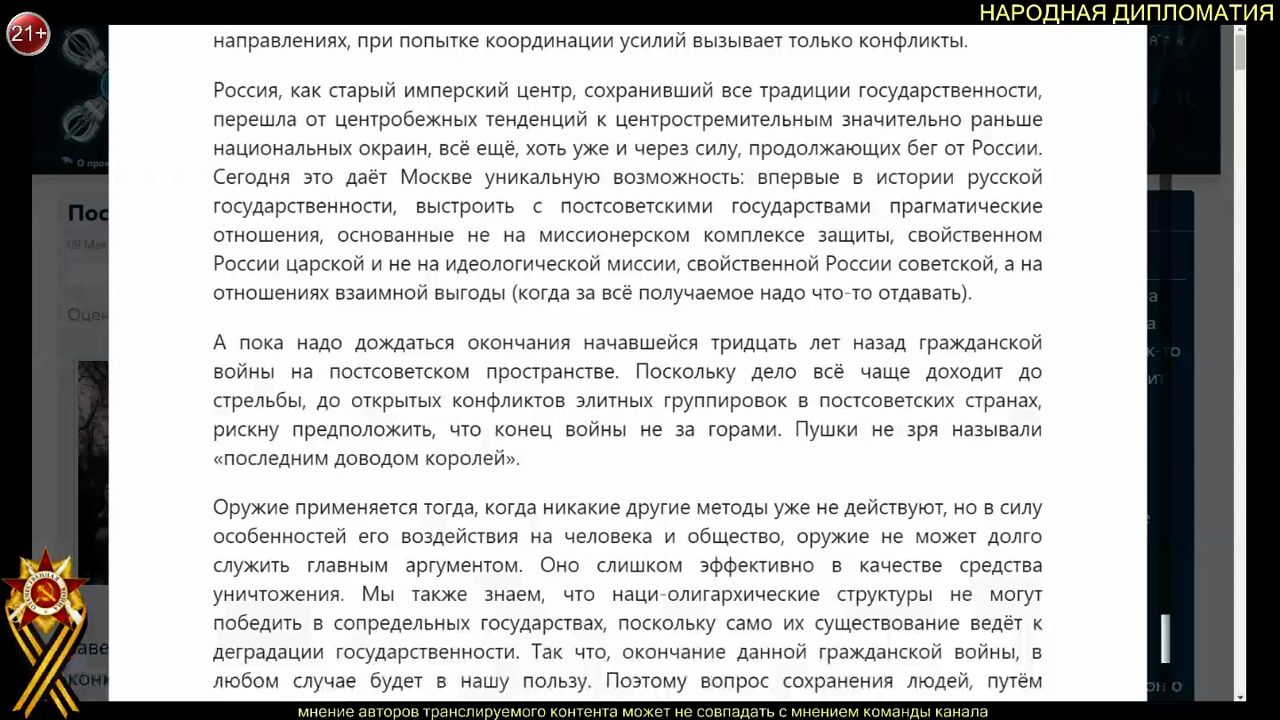 НАРОДНАЯ ДИПЛОМАТИЯ
21+
направлениях, при попытке координации усилий вызывает только конфликты.
Россия, как старый имперский центр, сохранивший все традиции государственности,
перешла от центробежных тенденций к центростремительным значительно раньше
национальных окраин, всё ещё, хоть уже и через силу, продолжающих бег от России.
Сегодня это даёт Москве уникальную возможность: впервые в истории русской
государственности, выстроить с постсоветскими государствами прагматические
отношения, основанные не на миссионерском комплексе защиты, свойственном
России царской и не на идеологической миссии, свойственной России советской, а на
отношениях взаимной выгоды (когда за всё получаемое надо что-то отдавать).
А пока надо дождаться окончания начавшейся тридцать лет назад гражданской
войны на постсоветском пространстве. Поскольку дело всё чаще доходит до
стрельбы, до открытых конфликтов элитных группировок в постсоветских странах,
рискну предположить, что конец войны не за горами. Пушки не зря называли
«последним доводом королей».
Оружие применяется тогда, когда никакие другие методы уже не действуют, но в силу
особенностей его воздействия на человека и общество, оружие не может долго
служить главным аргументом. Оно слишком эффективно в качестве средства
уничтожения. Мы также знаем, что наци-олигархические структуры не могут
победить в сопредельных государствах, поскольку само их существование ведёт к
деградации государственности. Так что, окончание данной гражданской войны, в
любом случае будет в нашу пользу. Поэтому вопрос сохранения людей, путём
О прое
Пос
09 Мая
Оцен
к-то
мнение авторов транслируемого контента может не совпадать с мнением команды канала